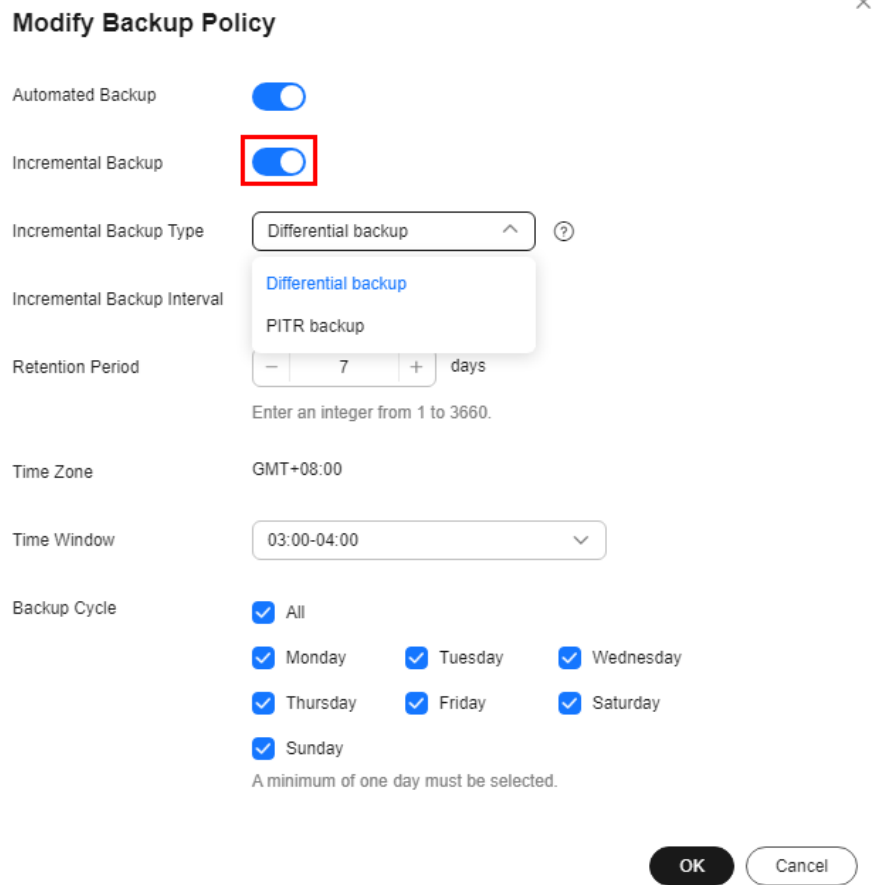 Modify Backup Policy
Automated Backup
Incremental Backup
Incremental Backup Type Differential backup ?
Differential backup
Incremental Backup Interval
PITR backup
Retention Period − 7 + days
Enter an integer from 1 to 3660.
Time Zone GMT+08:00
Time Window 03:00-04:00
Backup Cycle All
Monday Tuesday Wednesday
Thursday Friday Saturday
Sunday
A minimum of one day must be selected.
OK Cancel